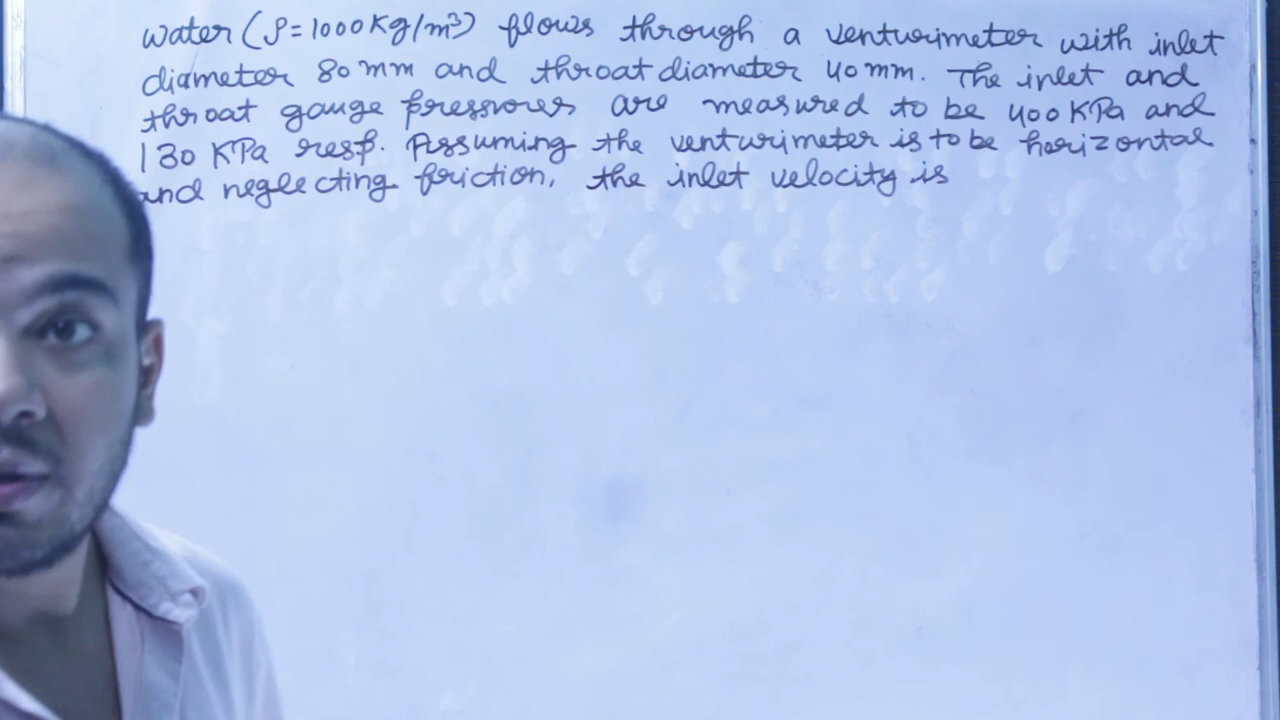 water (ρ=1000 Kg/m³) flows through a venturimeter with inlet
diameter 80 mm and throat diameter 40 mm. The inlet and
throat gauge pressures are measured to be 400 KPa and
130 KPa resp. Assuming the venturimeter is to be horizontal
and neglecting friction, the inlet velocity is